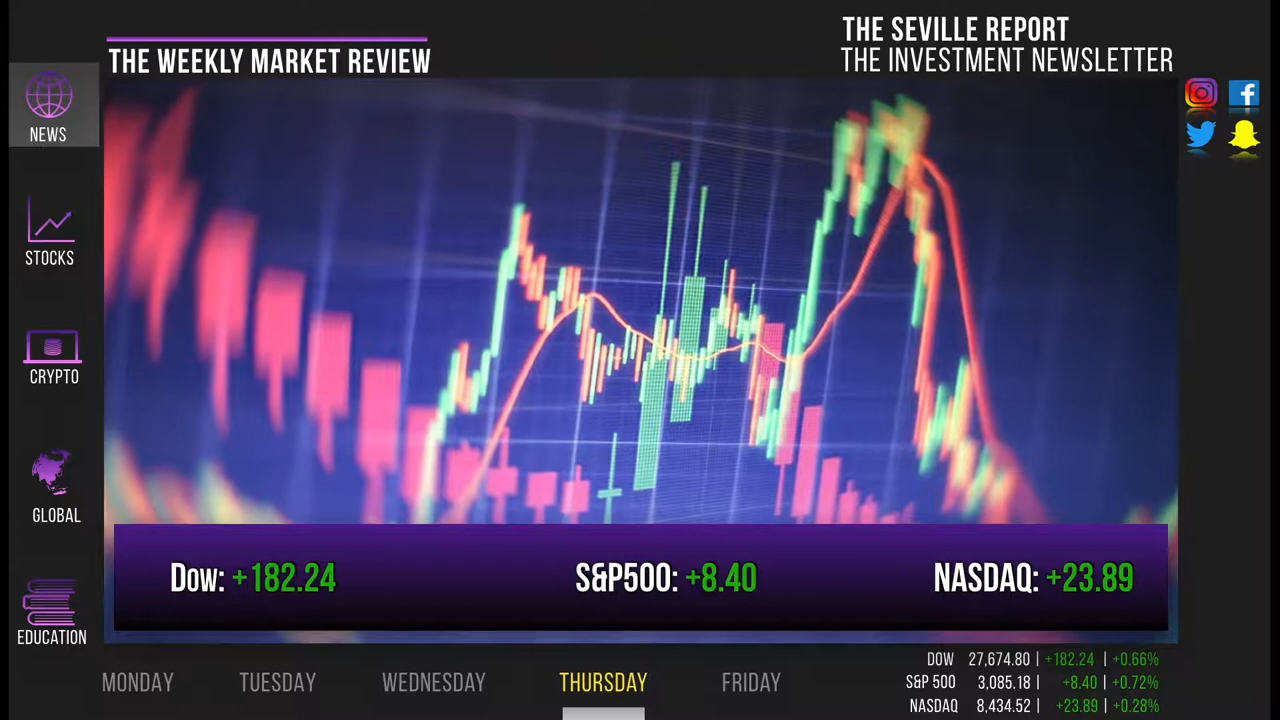 THE WEEKLY MARKET REVIEW
THE SEVILLE REPORT
THE INVESTMENT NEWSLETTER
NEWS
STOCKS
CRYPTO
GLOBAL
EDUCATION
Dow: +182.24
S&P500: +8.40
NASDAQ: +23.89
MONDAY
TUESDAY
WEDNESDAY
THURSDAY
FRIDAY
DOW 27,674.80 | +182.24 | +0.66%
S&P 500 3,085.18 | +8.40 | +0.72%
NASDAQ 8,434.52 | +23.89 | +0.28%